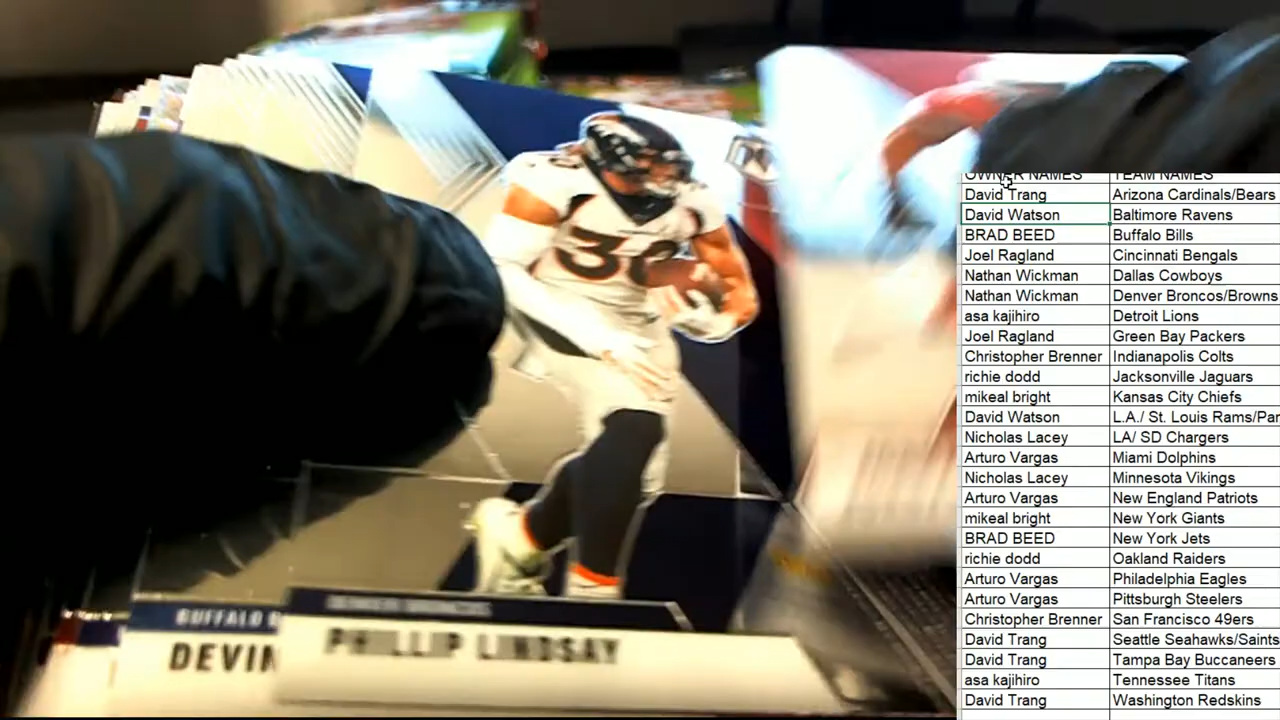 OWNER NAMES TEAM NAMES
David Trang Arizona Cardinals/Bears
David Watson Baltimore Ravens
BRAD BEED Buffalo Bills
Joel Ragland Cincinnati Bengals
Nathan Wickman Dallas Cowboys
Nathan Wickman Denver Broncos/Browns
asa kajihiro Detroit Lions
Joel Ragland Green Bay Packers
Christopher Brenner Indianapolis Colts
richie dodd Jacksonville Jaguars
mikeal bright Kansas City Chiefs
David Watson L.A./ St. Louis Rams/Pan
Nicholas Lacey LA/ SD Chargers
Arturo Vargas Miami Dolphins
Nicholas Lacey Minnesota Vikings
Arturo Vargas New England Patriots
mikeal bright New York Giants
BRAD BEED New York Jets
richie dodd Oakland Raiders
Arturo Vargas Philadelphia Eagles
Arturo Vargas Pittsburgh Steelers
Christopher Brenner San Francisco 49ers
David Trang Seattle Seahawks/Saints
David Trang Tampa Bay Buccaneers
asa kajihiro Tennessee Titans
David Trang Washington Redskins
30
BUFFALO B
DEVIN
DENVER BRONCOS
PHILLIP LINDSAY